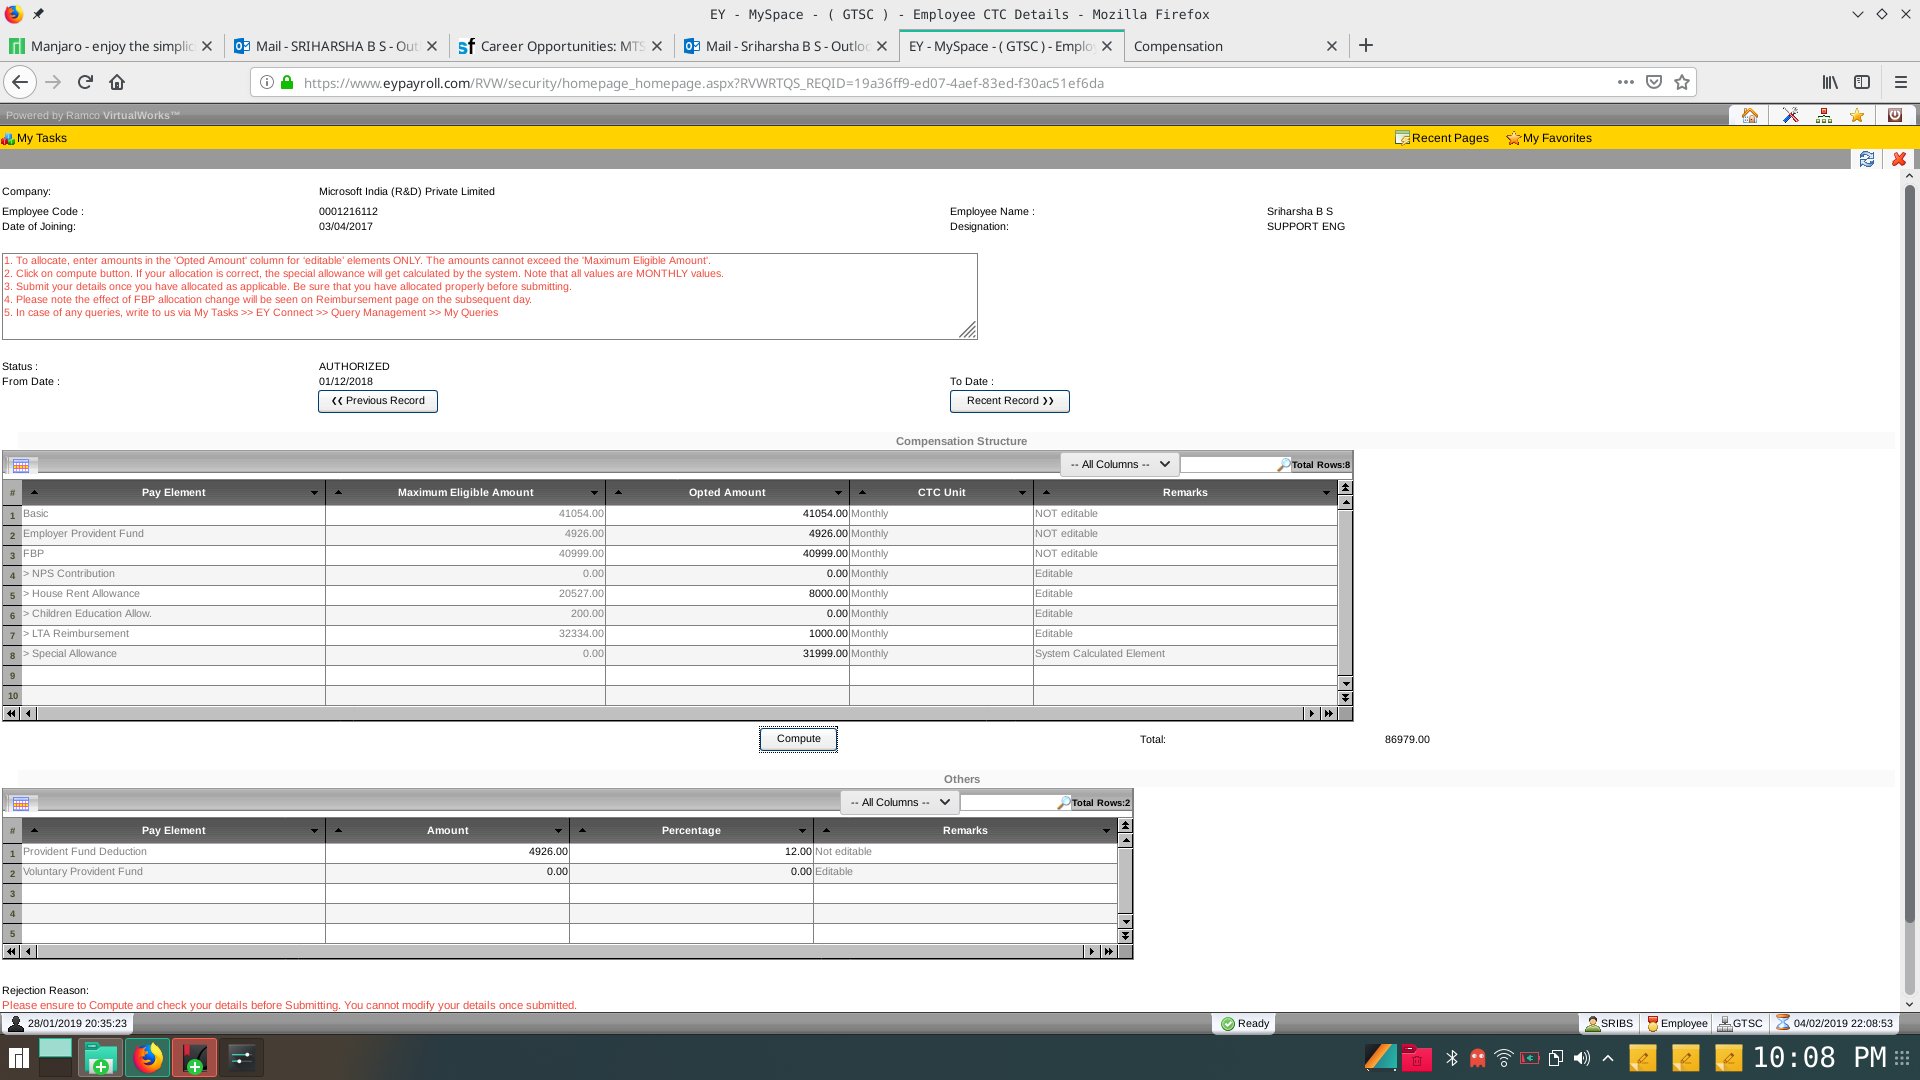 EY - MySpace - ( GTSC ) - Employee CTC Details - Mozilla Firefox
Manjaro - enjoy the simplic
Mail - SRIHARSHA B S - Out
Career Opportunities: MTS
Mail - Sriharsha B S - Outloo
EY - MySpace - ( GTSC ) - Emplo
Compensation
https://www.eypayroll.com/RVW/security/homepage_homepage.aspx?RVWRTQS_REQID=19a36ff9-ed07-4aef-83ed-f30ac51ef6da
Powered by Ramco VirtualWorks™
My Tasks
Recent Pages
My Favorites
Company:
Microsoft India (R&D) Private Limited
Employee Code :
0001216112
Employee Name :
Sriharsha B S
Date of Joining:
03/04/2017
Designation:
SUPPORT ENG
1. To allocate, enter amounts in the 'Opted Amount' column for 'editable' elements ONLY. The amounts cannot exceed the 'Maximum Eligible Amount'.
2. Click on compute button. If your allocation is correct, the special allowance will get calculated by the system. Note that all values are MONTHLY values.
3. Submit your details once you have allocated as applicable. Be sure that you have allocated properly before submitting.
4. Please note the effect of FBP allocation change will be seen on Reimbursement page on the subsequent day.
5. In case of any queries, write to us via My Tasks >> EY Connect >> Query Management >> My Queries
Status :
AUTHORIZED
From Date :
01/12/2018
To Date :
❮❮ Previous Record
Recent Record ❯❯
Compensation Structure
-- All Columns --
Total Rows:8
# Pay Element Maximum Eligible Amount Opted Amount CTC Unit Remarks
1 Basic 41054.00 41054.00 Monthly NOT editable
2 Employer Provident Fund 4926.00 4926.00 Monthly NOT editable
3 FBP 40999.00 40999.00 Monthly NOT editable
4 > NPS Contribution 0.00 0.00 Monthly Editable
5 > House Rent Allowance 20527.00 8000.00 Monthly Editable
6 > Children Education Allow. 200.00 0.00 Monthly Editable
7 > LTA Reimbursement 32334.00 1000.00 Monthly Editable
8 > Special Allowance 0.00 31999.00 Monthly System Calculated Element
9
10
Compute
Total:
86979.00
Others
-- All Columns --
Total Rows:2
# Pay Element Amount Percentage Remarks
1 Provident Fund Deduction 4926.00 12.00 Not editable
2 Voluntary Provident Fund 0.00 0.00 Editable
3
4
5
Rejection Reason:
Please ensure to Compute and check your details before Submitting. You cannot modify your details once submitted.
28/01/2019 20:35:23
Ready
SRIBS
Employee
GTSC
04/02/2019 22:08:53
10:08 PM